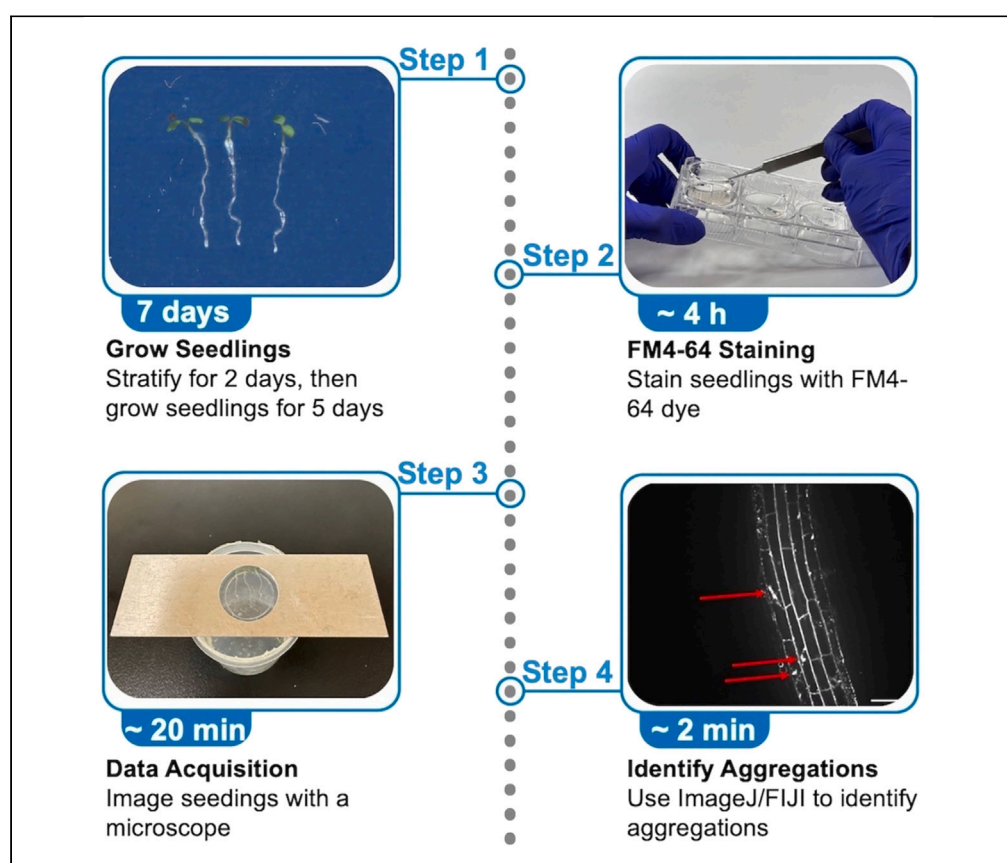 Step 1
7 days
Grow Seedlings
Stratify for 2 days, then
grow seedlings for 5 days
Step 2
~ 4 h
FM4-64 Staining
Stain seedlings with FM4-
64 dye
Step 3
~ 20 min
Data Acquisition
Image seedings with a
microscope
Step 4
~ 2 min
Identify Aggregations
Use ImageJ/FIJI to identify
aggregations